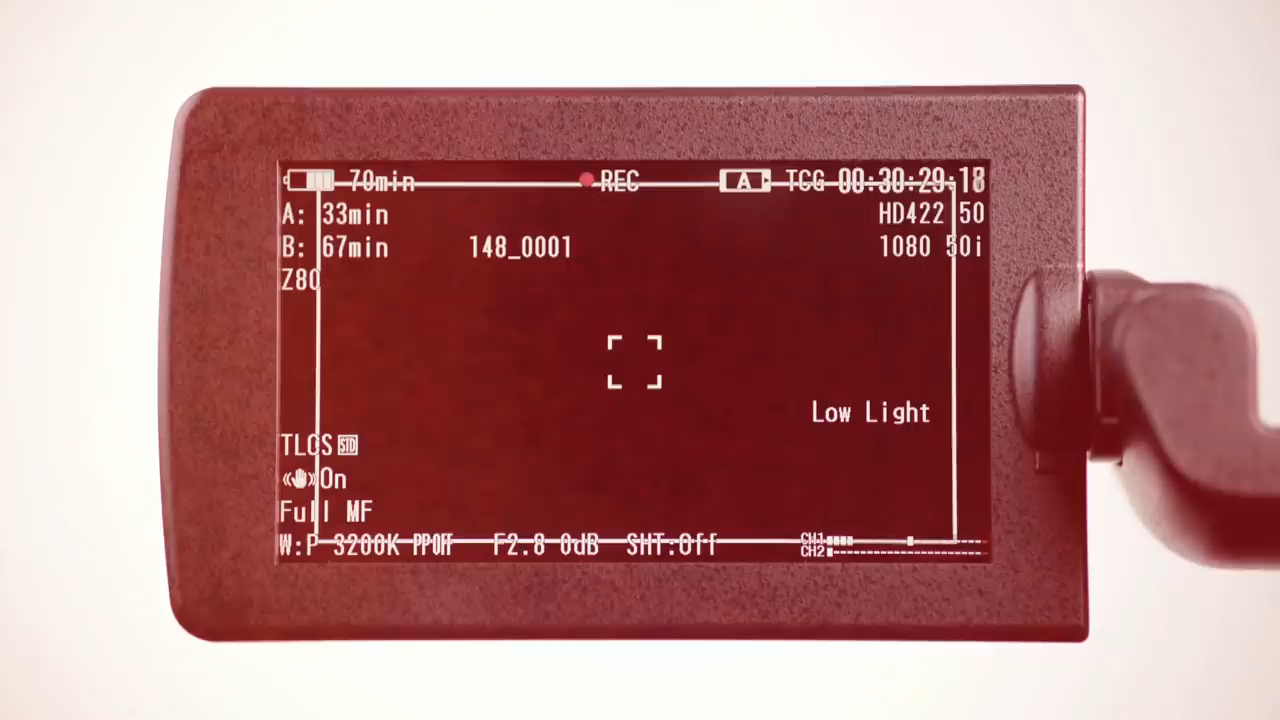 70min REC A TCG 00:30:29:18
A: 33min HD422 50
B: 67min 148_0001 1080 50i
Z80
Low Light
TLCS STD
On
Full MF
W:P 3200K PPOff F2.8 0dB SHT:Off CH1
CH2